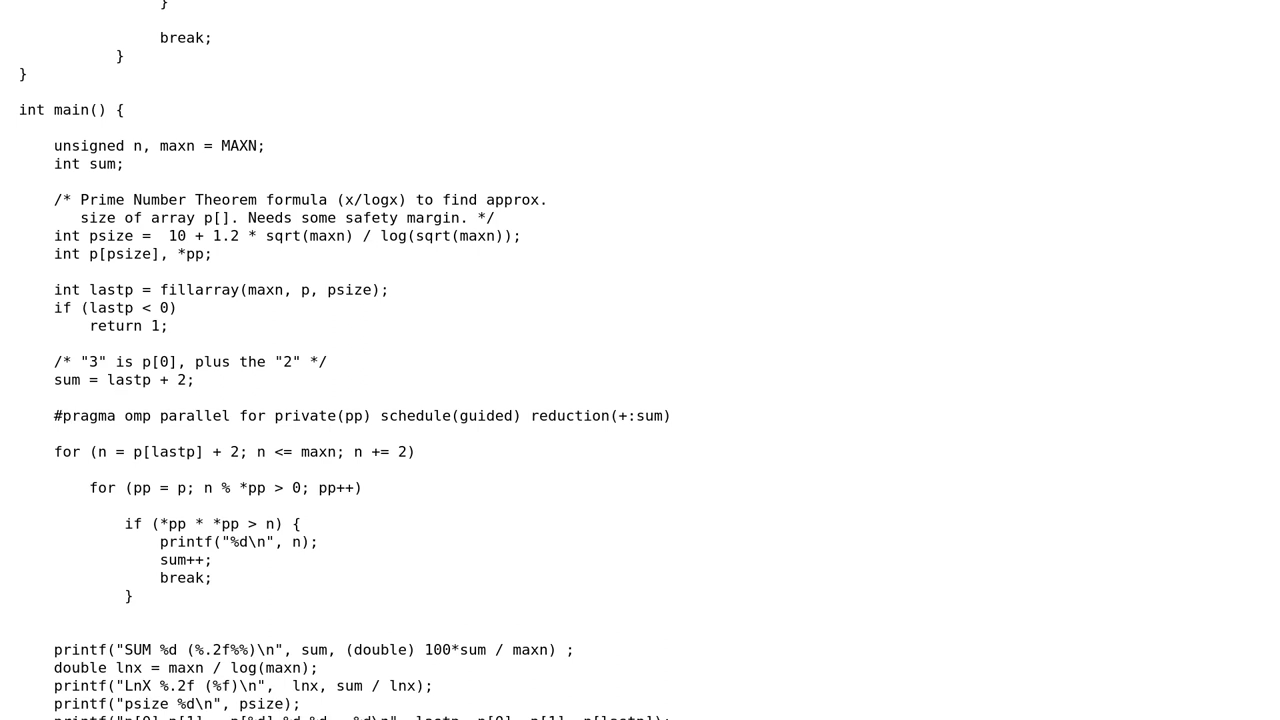 }

                break;
           }
}

int main() {

    unsigned n, maxn = MAXN;
    int sum;

    /* Prime Number Theorem formula (x/logx) to find approx.
       size of array p[]. Needs some safety margin. */
    int psize =  10 + 1.2 * sqrt(maxn) / log(sqrt(maxn));
    int p[psize], *pp;

    int lastp = fillarray(maxn, p, psize);
    if (lastp < 0)
        return 1;

    /* "3" is p[0], plus the "2" */
    sum = lastp + 2;

    #pragma omp parallel for private(pp) schedule(guided) reduction(+:sum)

    for (n = p[lastp] + 2; n <= maxn; n += 2)

        for (pp = p; n % *pp > 0; pp++)

            if (*pp * *pp > n) {
                printf("%d\n", n);
                sum++;
                break;
            }


    printf("SUM %d (%.2f%%)\n", sum, (double) 100*sum / maxn) ;
    double lnx = maxn / log(maxn);
    printf("LnX %.2f (%f)\n",  lnx, sum / lnx);
    printf("psize %d\n", psize);